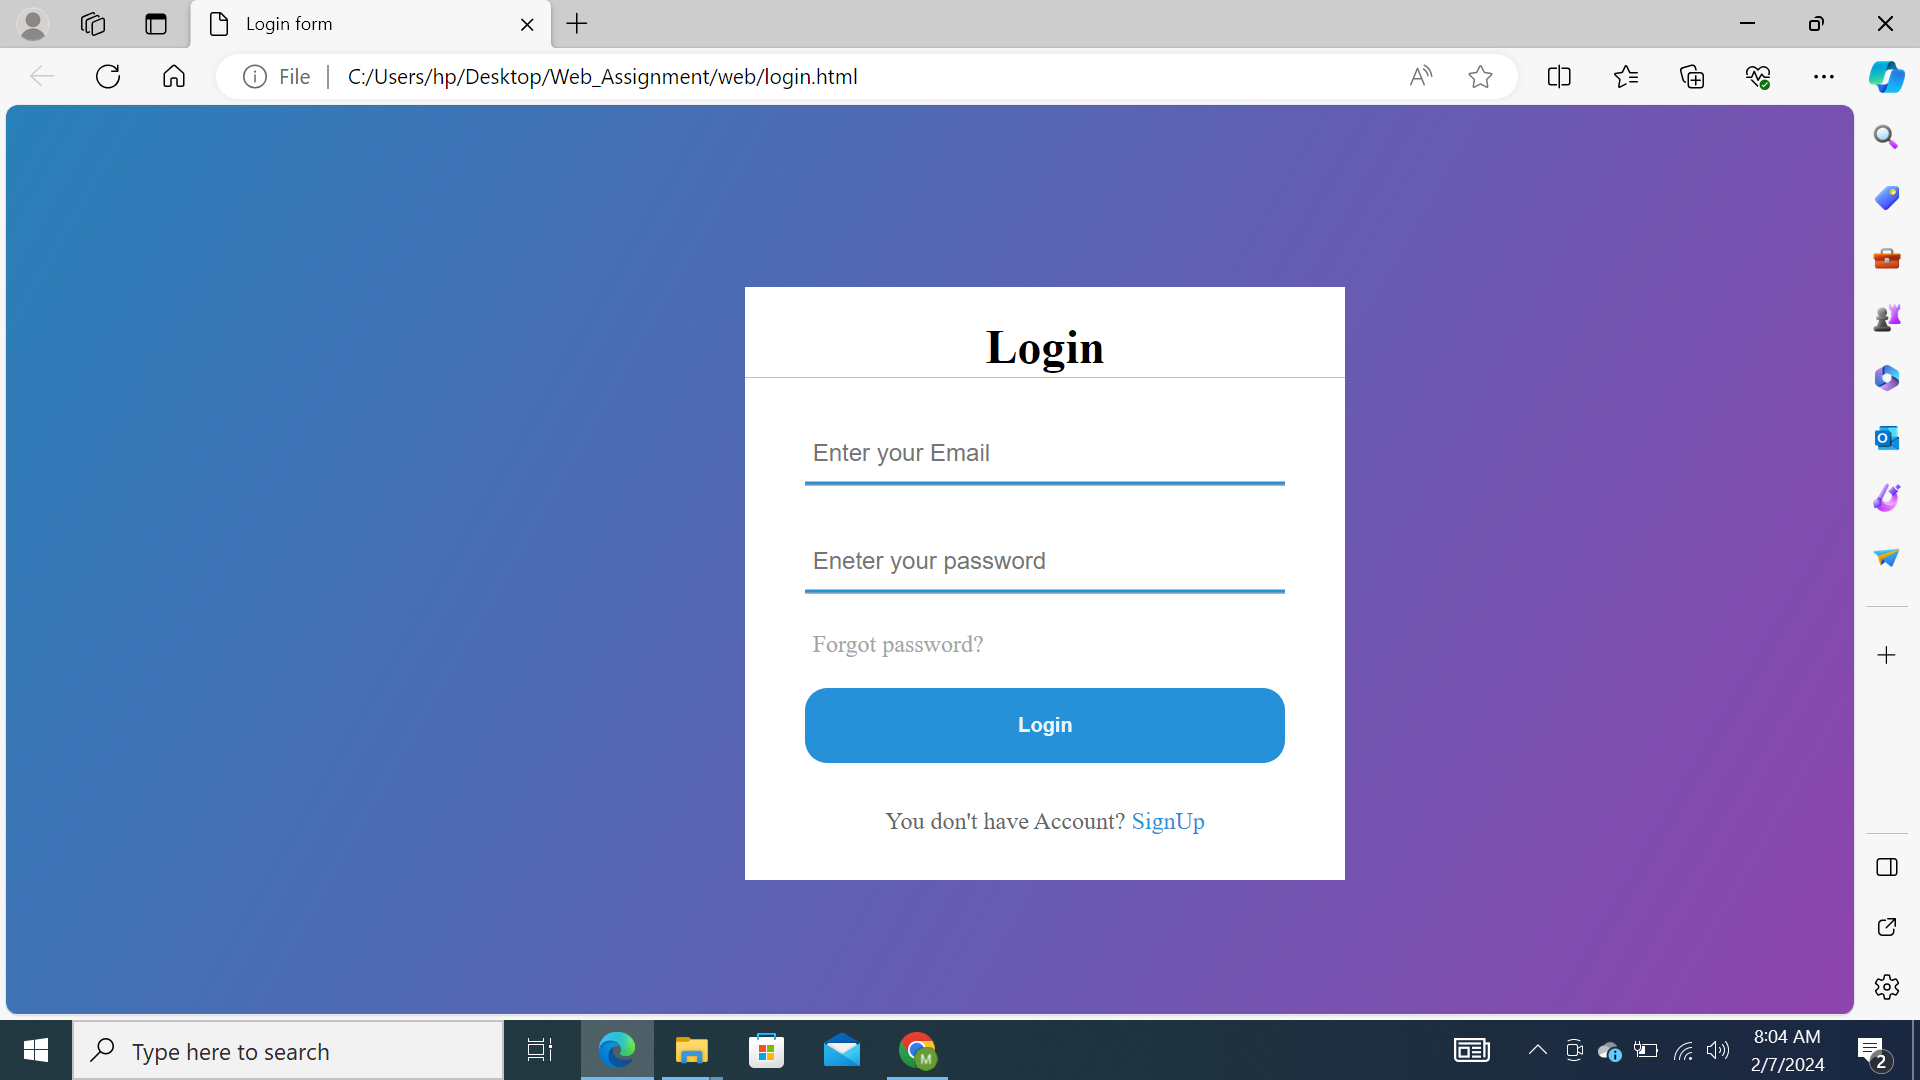 Login form
File C:/Users/hp/Desktop/Web_Assignment/web/login.html
Login
Enter your Email
Eneter your password
Forgot password?
Login
You don't have Account? SignUp
Type here to search
M
8:04 AM
2/7/2024
2